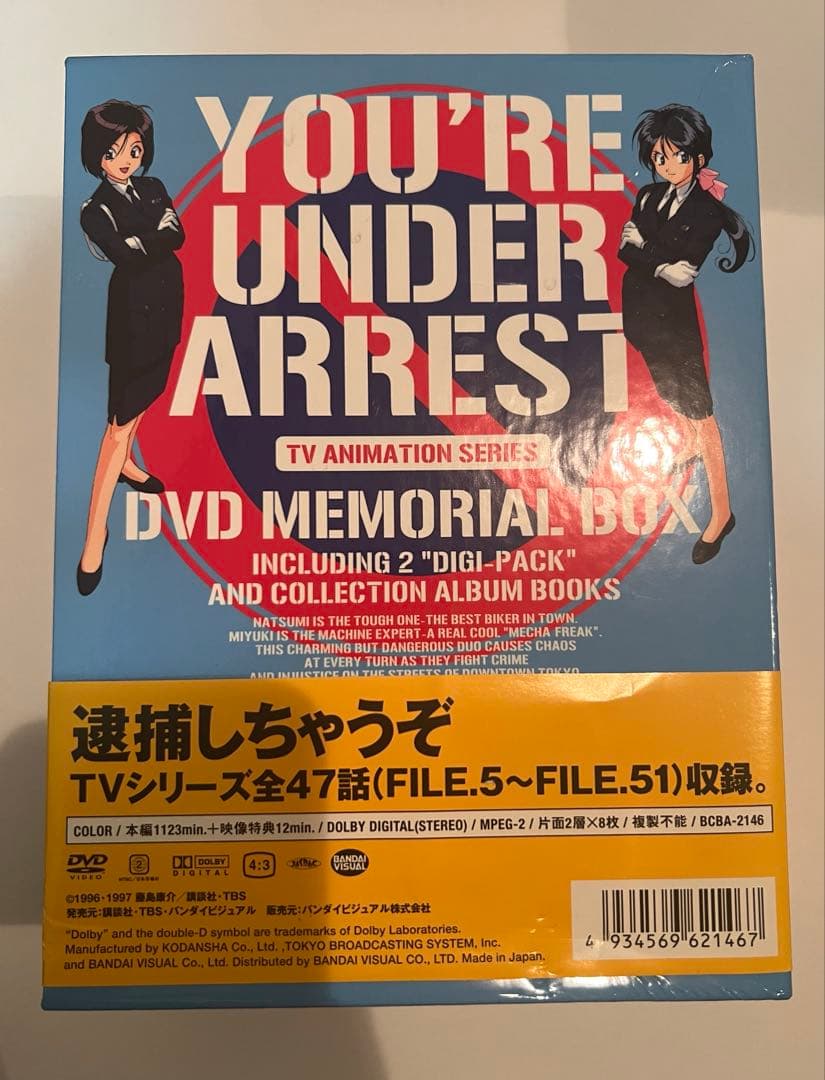 YOU'RE
UNDER
ARREST
TV ANIMATION SERIES
DVD MEMORIAL BOX
INCLUDING 2 "DIGI-PACK"
AND COLLECTION ALBUM BOOKS
NATSUMI IS THE TOUGH ONE-THE BEST BIKER IN TOWN.
MIYUKI IS THE MACHINE EXPERT-A REAL COOL "MECHA FREAK".
THIS CHARMING BUT DANGEROUS DUO CAUSES CHAOS
AT EVERY TURN AS THEY FIGHT CRIME
AND INJUSTICE ON THE STREETS OF DOWNTOWN TOKYO
逮捕しちゃうぞ
TVシリーズ全47話(FILE.5～FILE.51)収録。
COLOR / 本編1123min.＋映像特典12min. / DOLBY DIGITAL(STEREO) / MPEG-2 / 片面2層×8枚 / 複製不能 / BCBA-2146
DVD VIDEO 2 DOLBY DIGITAL 4:3 BANDAI VISUAL
©1996・1997 藤島康介／講談社・TBS
発売元:講談社・TBS・バンダイビジュアル 販売元:バンダイビジュアル株式会社
"Dolby" and the double-D symbol are trademarks of Dolby Laboratories.
Manufactured by KODANSHA Co., Ltd. ,TOKYO BROADCASTING SYSTEM, Inc.
and BANDAI VISUAL Co., Ltd. Distributed by BANDAI VISUAL CO., LTD. Made in Japan.
4 934569 621467